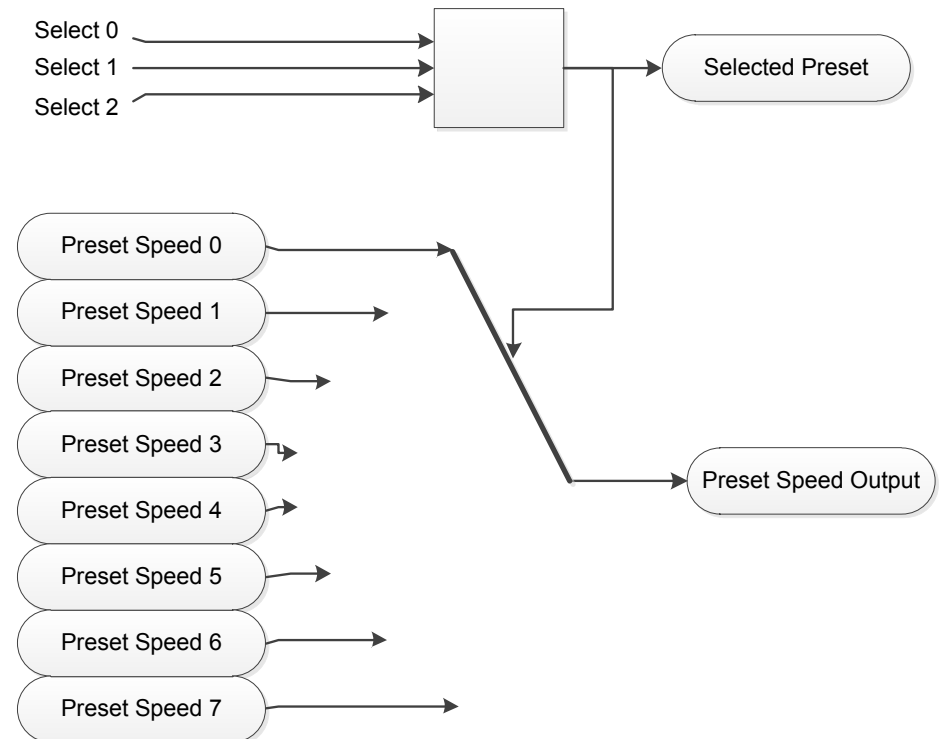 Select 0
Select 1
Select 2
Selected Preset
Preset Speed 0
Preset Speed 1
Preset Speed 2
Preset Speed 3
Preset Speed 4
Preset Speed 5
Preset Speed 6
Preset Speed 7
Preset Speed Output